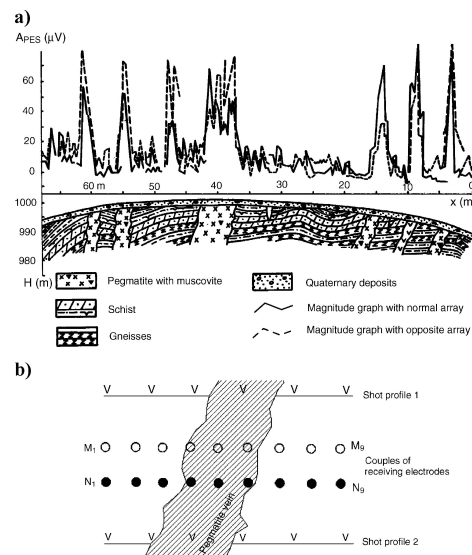 a)
A_PES (µV)
60
40
20
0
60 m 50 40 30 20 10 0
x (m
1000
990
980
H (m)
Pegmatite with muscovite
Schist
Gneisses
Quaternary deposits
Magnitude graph with normal array
Magnitude graph with opposite array
b)
V V V V V V
Shot profile 1
M₁ M₉
Couples of
receiving electrodes
N₁ N₉
Pegmatite vein
V V V V V V
Shot profile 2